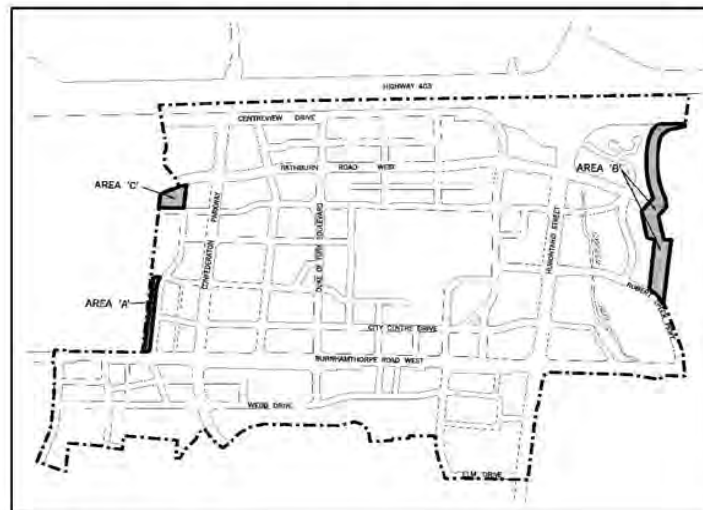 HIGHWAY 403
CENTREVIEW DRIVE
RATHBURN ROAD WEST
AREA 'C'
AREA 'B'
CONFEDERATION PARKWAY
DUKE OF YORK BOULEVARD
HURONTARIO STREET
AREA 'A'
CITY CENTRE DRIVE
BURNHAMTHORPE ROAD WEST
WEBB DRIVE
ELM DRIVE